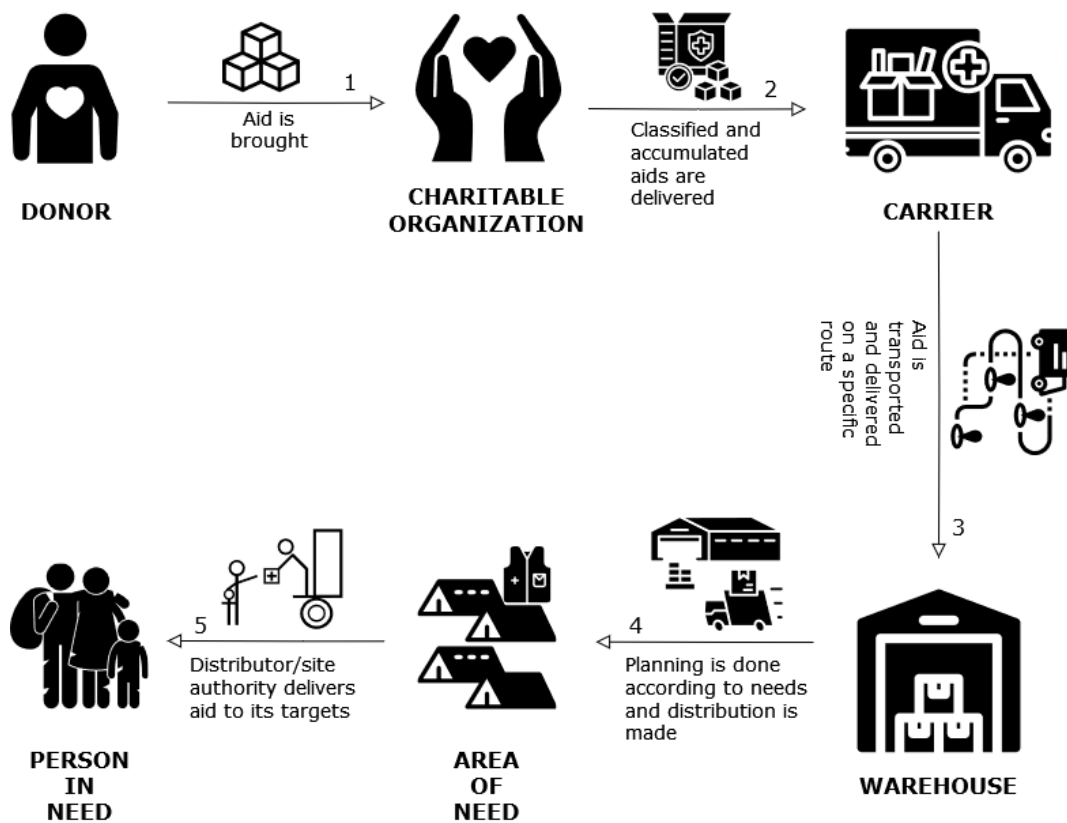 1
Aid is
brought
2
Classified and
accumulated
aids are
delivered
DONOR
CHARITABLE
ORGANIZATION
CARRIER
Aid is
transported
and delivered
on a specific
route
3
4
Planning is done
according to needs
and distribution is
made
5
Distributor/site
authority delivers
aid to its targets
PERSON
IN
NEED
AREA
OF
NEED
WAREHOUSE